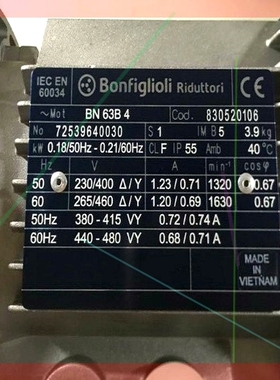 IEC EN
60034
Bonfiglioli Riduttori
~Mot BN 63B 4 Cod. 830520106
No 72539640030 S1 IM B5 3.9 kg
kW 0.18/50Hz - 0.21/60Hz CL F IP 55 Amb 40°C
Hz V A min⁻¹ cosφ
50 230/400 Δ/Y 1.23 / 0.71 1320 0.67
60 265/460 Δ/Y 1.20 / 0.69 1630 0.67
50Hz 380 - 415 VY 0.72 / 0.74 A
60Hz 440 - 480 VY 0.68 / 0.71 A
MADE IN
VIETNAM